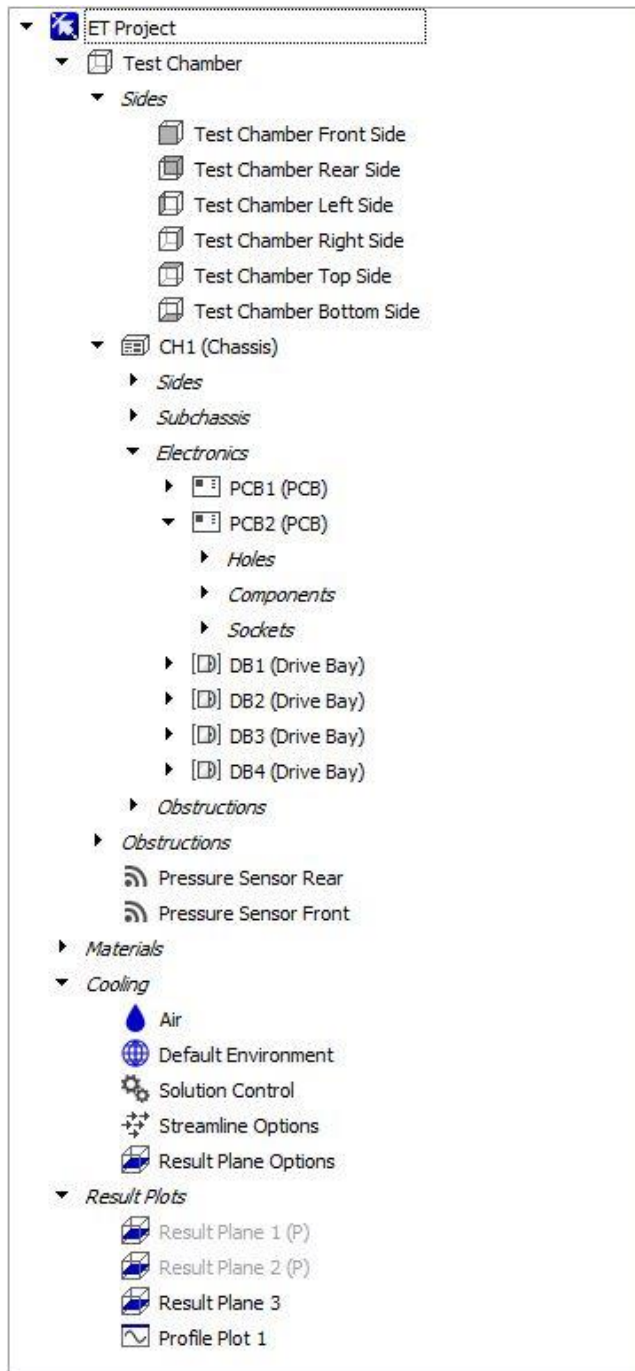 ET Project
Test Chamber
Sides
Test Chamber Front Side
Test Chamber Rear Side
Test Chamber Left Side
Test Chamber Right Side
Test Chamber Top Side
Test Chamber Bottom Side
CH1 (Chassis)
Sides
Subchassis
Electronics
PCB1 (PCB)
PCB2 (PCB)
Holes
Components
Sockets
DB1 (Drive Bay)
DB2 (Drive Bay)
DB3 (Drive Bay)
DB4 (Drive Bay)
Obstructions
Obstructions
Pressure Sensor Rear
Pressure Sensor Front
Materials
Cooling
Air
Default Environment
Solution Control
Streamline Options
Result Plane Options
Result Plots
Result Plane 1 (P)
Result Plane 2 (P)
Result Plane 3
Profile Plot 1